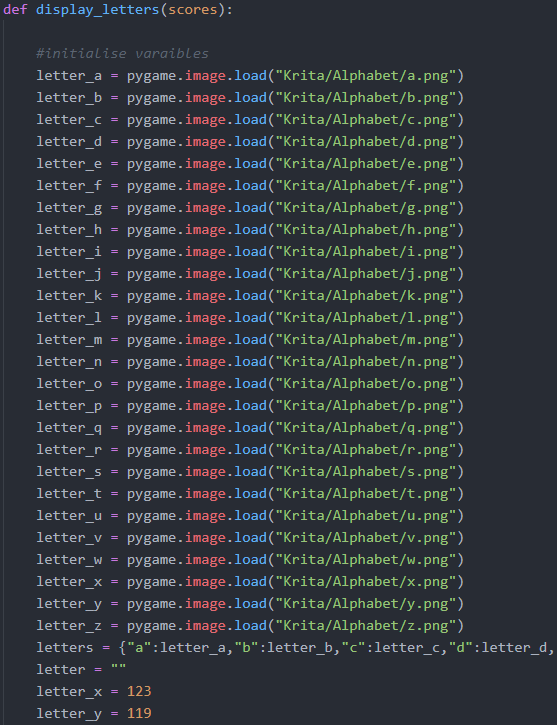 def display_letters(scores):
#initialise varaibles
letter_a = pygame.image.load("Krita/Alphabet/a.png")
letter_b = pygame.image.load("Krita/Alphabet/b.png")
letter_c = pygame.image.load("Krita/Alphabet/c.png")
letter_d = pygame.image.load("Krita/Alphabet/d.png")
letter_e = pygame.image.load("Krita/Alphabet/e.png")
letter_f = pygame.image.load("Krita/Alphabet/f.png")
letter_g = pygame.image.load("Krita/Alphabet/g.png")
letter_h = pygame.image.load("Krita/Alphabet/h.png")
letter_i = pygame.image.load("Krita/Alphabet/i.png")
letter_j = pygame.image.load("Krita/Alphabet/j.png")
letter_k = pygame.image.load("Krita/Alphabet/k.png")
letter_l = pygame.image.load("Krita/Alphabet/l.png")
letter_m = pygame.image.load("Krita/Alphabet/m.png")
letter_n = pygame.image.load("Krita/Alphabet/n.png")
letter_o = pygame.image.load("Krita/Alphabet/o.png")
letter_p = pygame.image.load("Krita/Alphabet/p.png")
letter_q = pygame.image.load("Krita/Alphabet/q.png")
letter_r = pygame.image.load("Krita/Alphabet/r.png")
letter_s = pygame.image.load("Krita/Alphabet/s.png")
letter_t = pygame.image.load("Krita/Alphabet/t.png")
letter_u = pygame.image.load("Krita/Alphabet/u.png")
letter_v = pygame.image.load("Krita/Alphabet/v.png")
letter_w = pygame.image.load("Krita/Alphabet/w.png")
letter_x = pygame.image.load("Krita/Alphabet/x.png")
letter_y = pygame.image.load("Krita/Alphabet/y.png")
letter_z = pygame.image.load("Krita/Alphabet/z.png")
letters = {"a":letter_a,"b":letter_b,"c":letter_c,"d":letter_d,
letter = ""
letter_x = 123
letter_y = 119